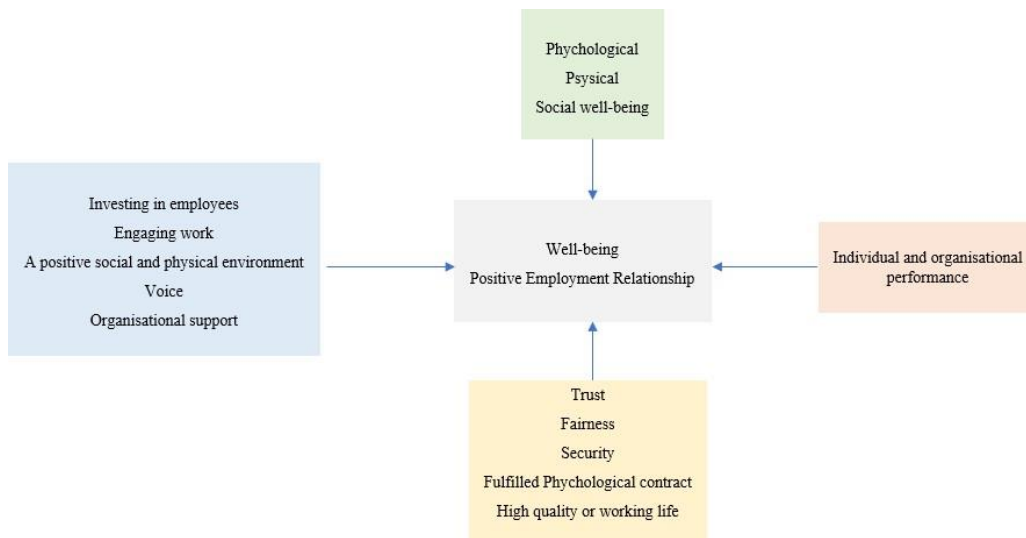 Phychological
Psysical
Social well-being
Investing in employees
Engaging work
A positive social and physical environment
Voice
Organisational support
Well-being
Positive Employment Relationship
Individual and organisational
performance
Trust
Fairness
Security
Fulfilled Phychological contract
High quality or working life